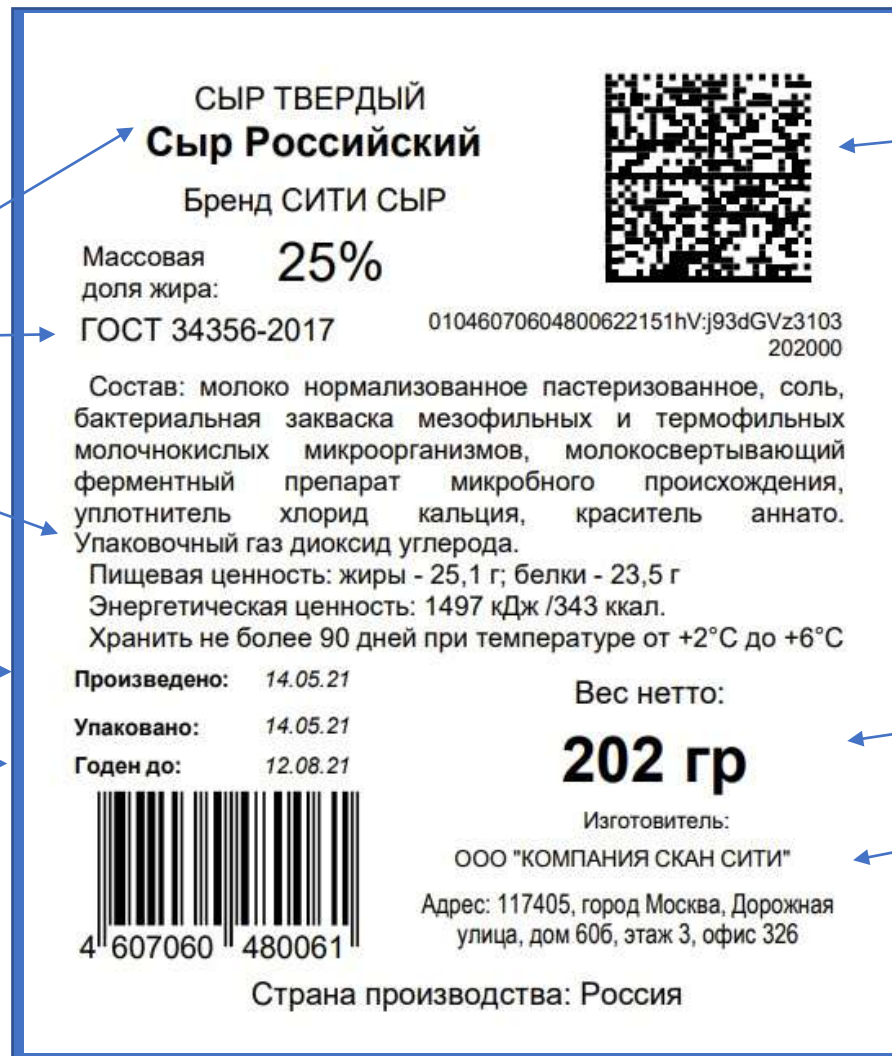 СЫР ТВЕРДЫЙ
Сыр Российский
Бренд СИТИ СЫР
Массовая
доля жира:
25%
ГОСТ 34356-2017
01046070604800622151hV:j93dGVz3103
202000
Состав: молоко нормализованное пастеризованное, соль,
бактериальная закваска мезофильных и термофильных
молочнокислых микроорганизмов, молокосвертывающий
ферментный препарат микробного происхождения,
уплотнитель хлорид кальция, краситель аннато.
Упаковочный газ диоксид углерода.
Пищевая ценность: жиры - 25,1 г; белки - 23,5 г
Энергетическая ценность: 1497 кДж /343 ккал.
Хранить не более 90 дней при температуре от +2°C до +6°C
Произведено: 14.05.21
Упаковано: 14.05.21
Годен до: 12.08.21
4 607060 480061
Вес нетто:
202 гр
Изготовитель:
ООО "КОМПАНИЯ СКАН СИТИ"
Адрес: 117405, город Москва, Дорожная
улица, дом 60б, этаж 3, офис 326
Страна производства: Россия